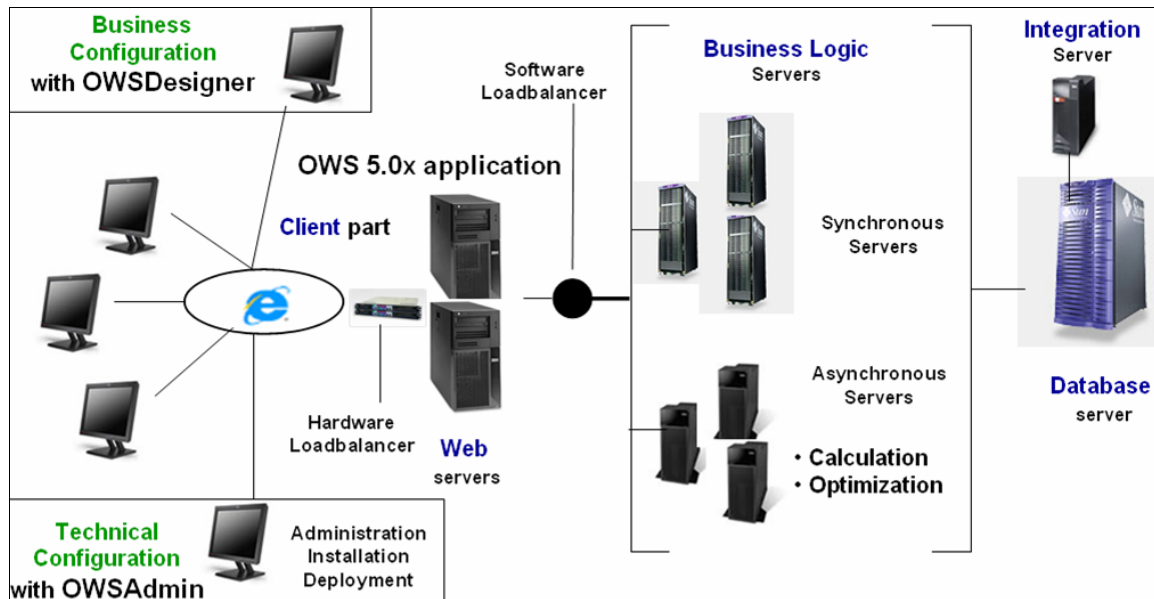 Business
Configuration
with OWSDesigner
Software
Loadbalancer
Business Logic
Servers
Integration
Server
OWS 5.0x application
Client part
Synchronous
Servers
Hardware
Loadbalancer
Web
servers
Asynchronous
Servers
• Calculation
• Optimization
Sun
Database
server
Technical
Configuration
with OWSAdmin
Administration
Installation
Deployment